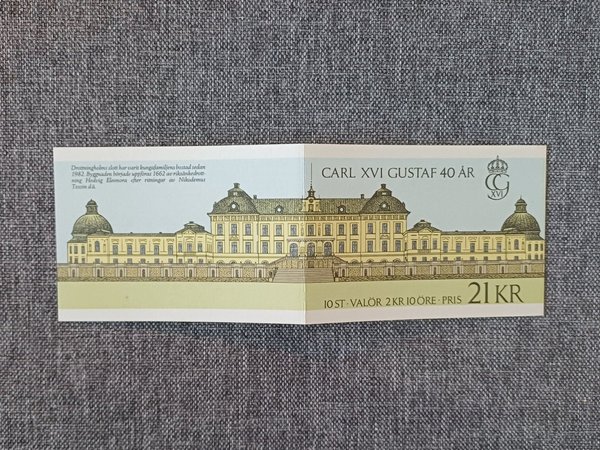 Drottningholms slott har varit kungafamiljens bostad sedan
1982. Byggnaden började uppföras 1662 av riksänkedrott-
ning Hedvig Eleonora efter ritningar av Nikodemus
Tessin d.ä.
CARL XVI GUSTAF 40 ÅR
XVI
10 ST · VALÖR 2 KR 10 ÖRE · PRIS 21 KR